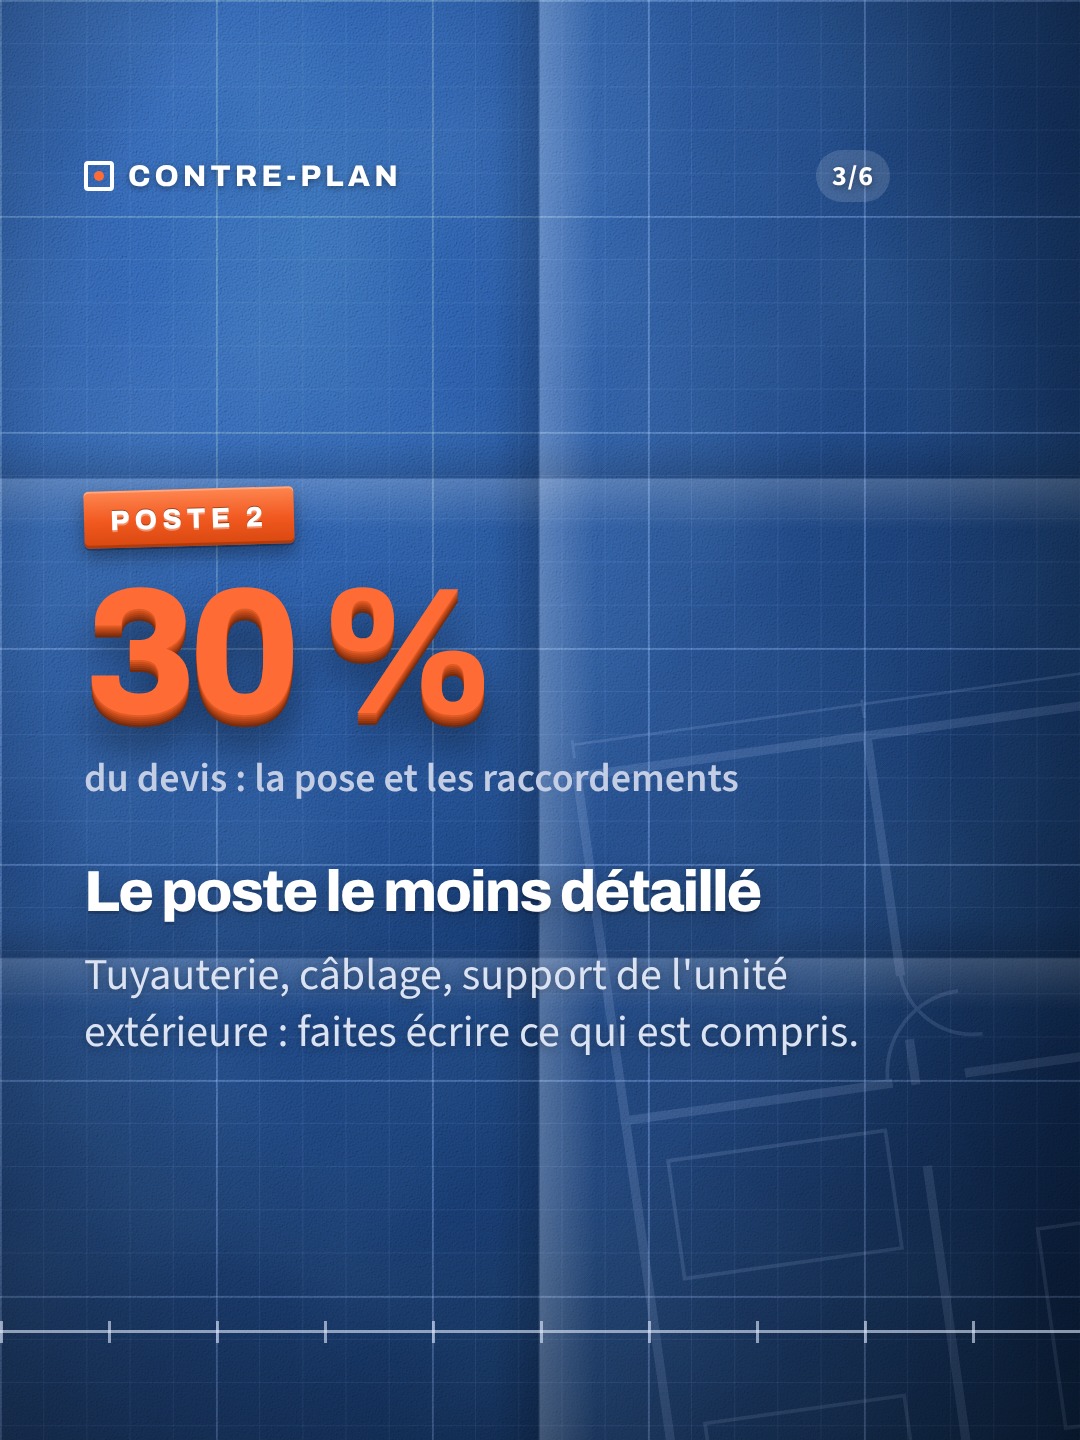 CONTRE-PLAN
3/6
POSTE 2
30 %
du devis : la pose et les raccordements
Le poste le moins détaillé
Tuyauterie, câblage, support de l'unité
extérieure : faites écrire ce qui est compris.